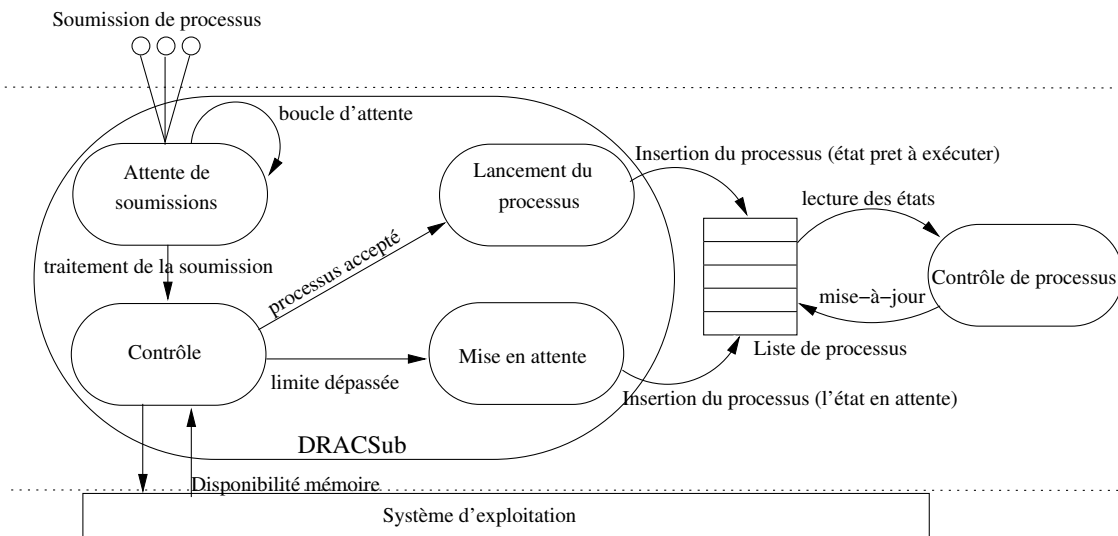 Soumission de processus
boucle d'attente
Attente de
soumissions
Lancement du
processus
Insertion du processus (état pret à exécuter)
lecture des états
traitement de la soumission
processus accepté
Contrôle de processus
mise−à−jour
Contrôle
Mise en attente
Liste de processus
limite dépassée
Insertion du processus (l'état en attente)
DRACSub
Disponibilité mémoire
Système d'exploitation